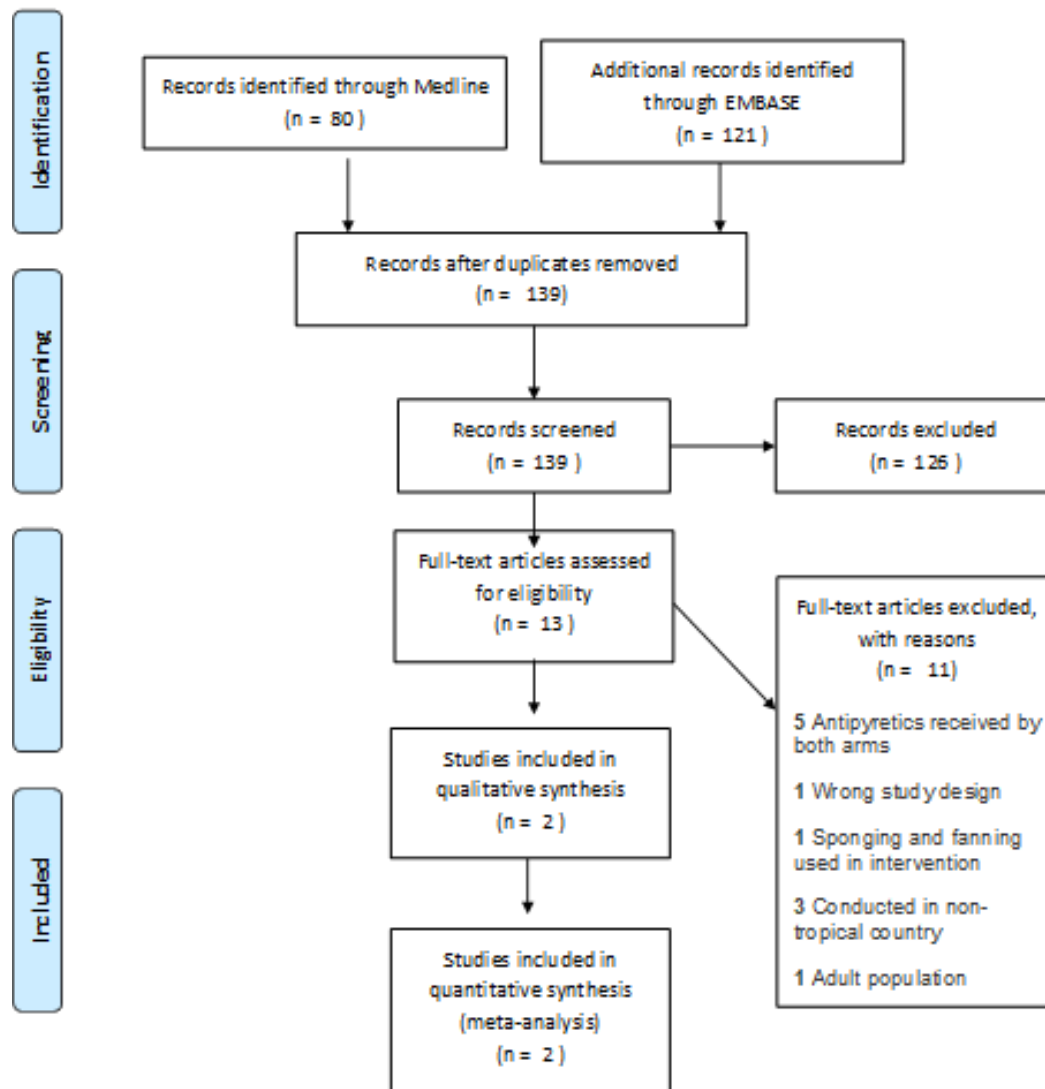 Identification
Records identified through Medline
(n = 80 )
Additional records identified
through EMBASE
(n = 121 )
Records after duplicates removed
(n = 139)
Screening
Records screened
(n = 139 )
Records excluded
(n = 126 )
Eligibility
Full-text articles assessed
for eligibility
(n = 13 )
Full-text articles excluded,
with reasons
(n = 11)
5 Antipyretics received by
both arms
1 Wrong study design
1 Sponging and fanning
used in intervention
3 Conducted in non-
tropical country
1 Adult population
Studies included in
qualitative synthesis
(n = 2 )
Included
Studies included in
quantitative synthesis
(meta-analysis)
(n = 2 )